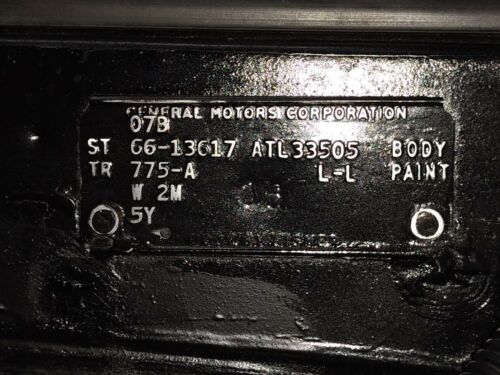 GENERAL MOTORS CORPORATION
07B
ST 66-13617 ATL33505 BODY
TR 775-A L-L PAINT
W 2M
5Y